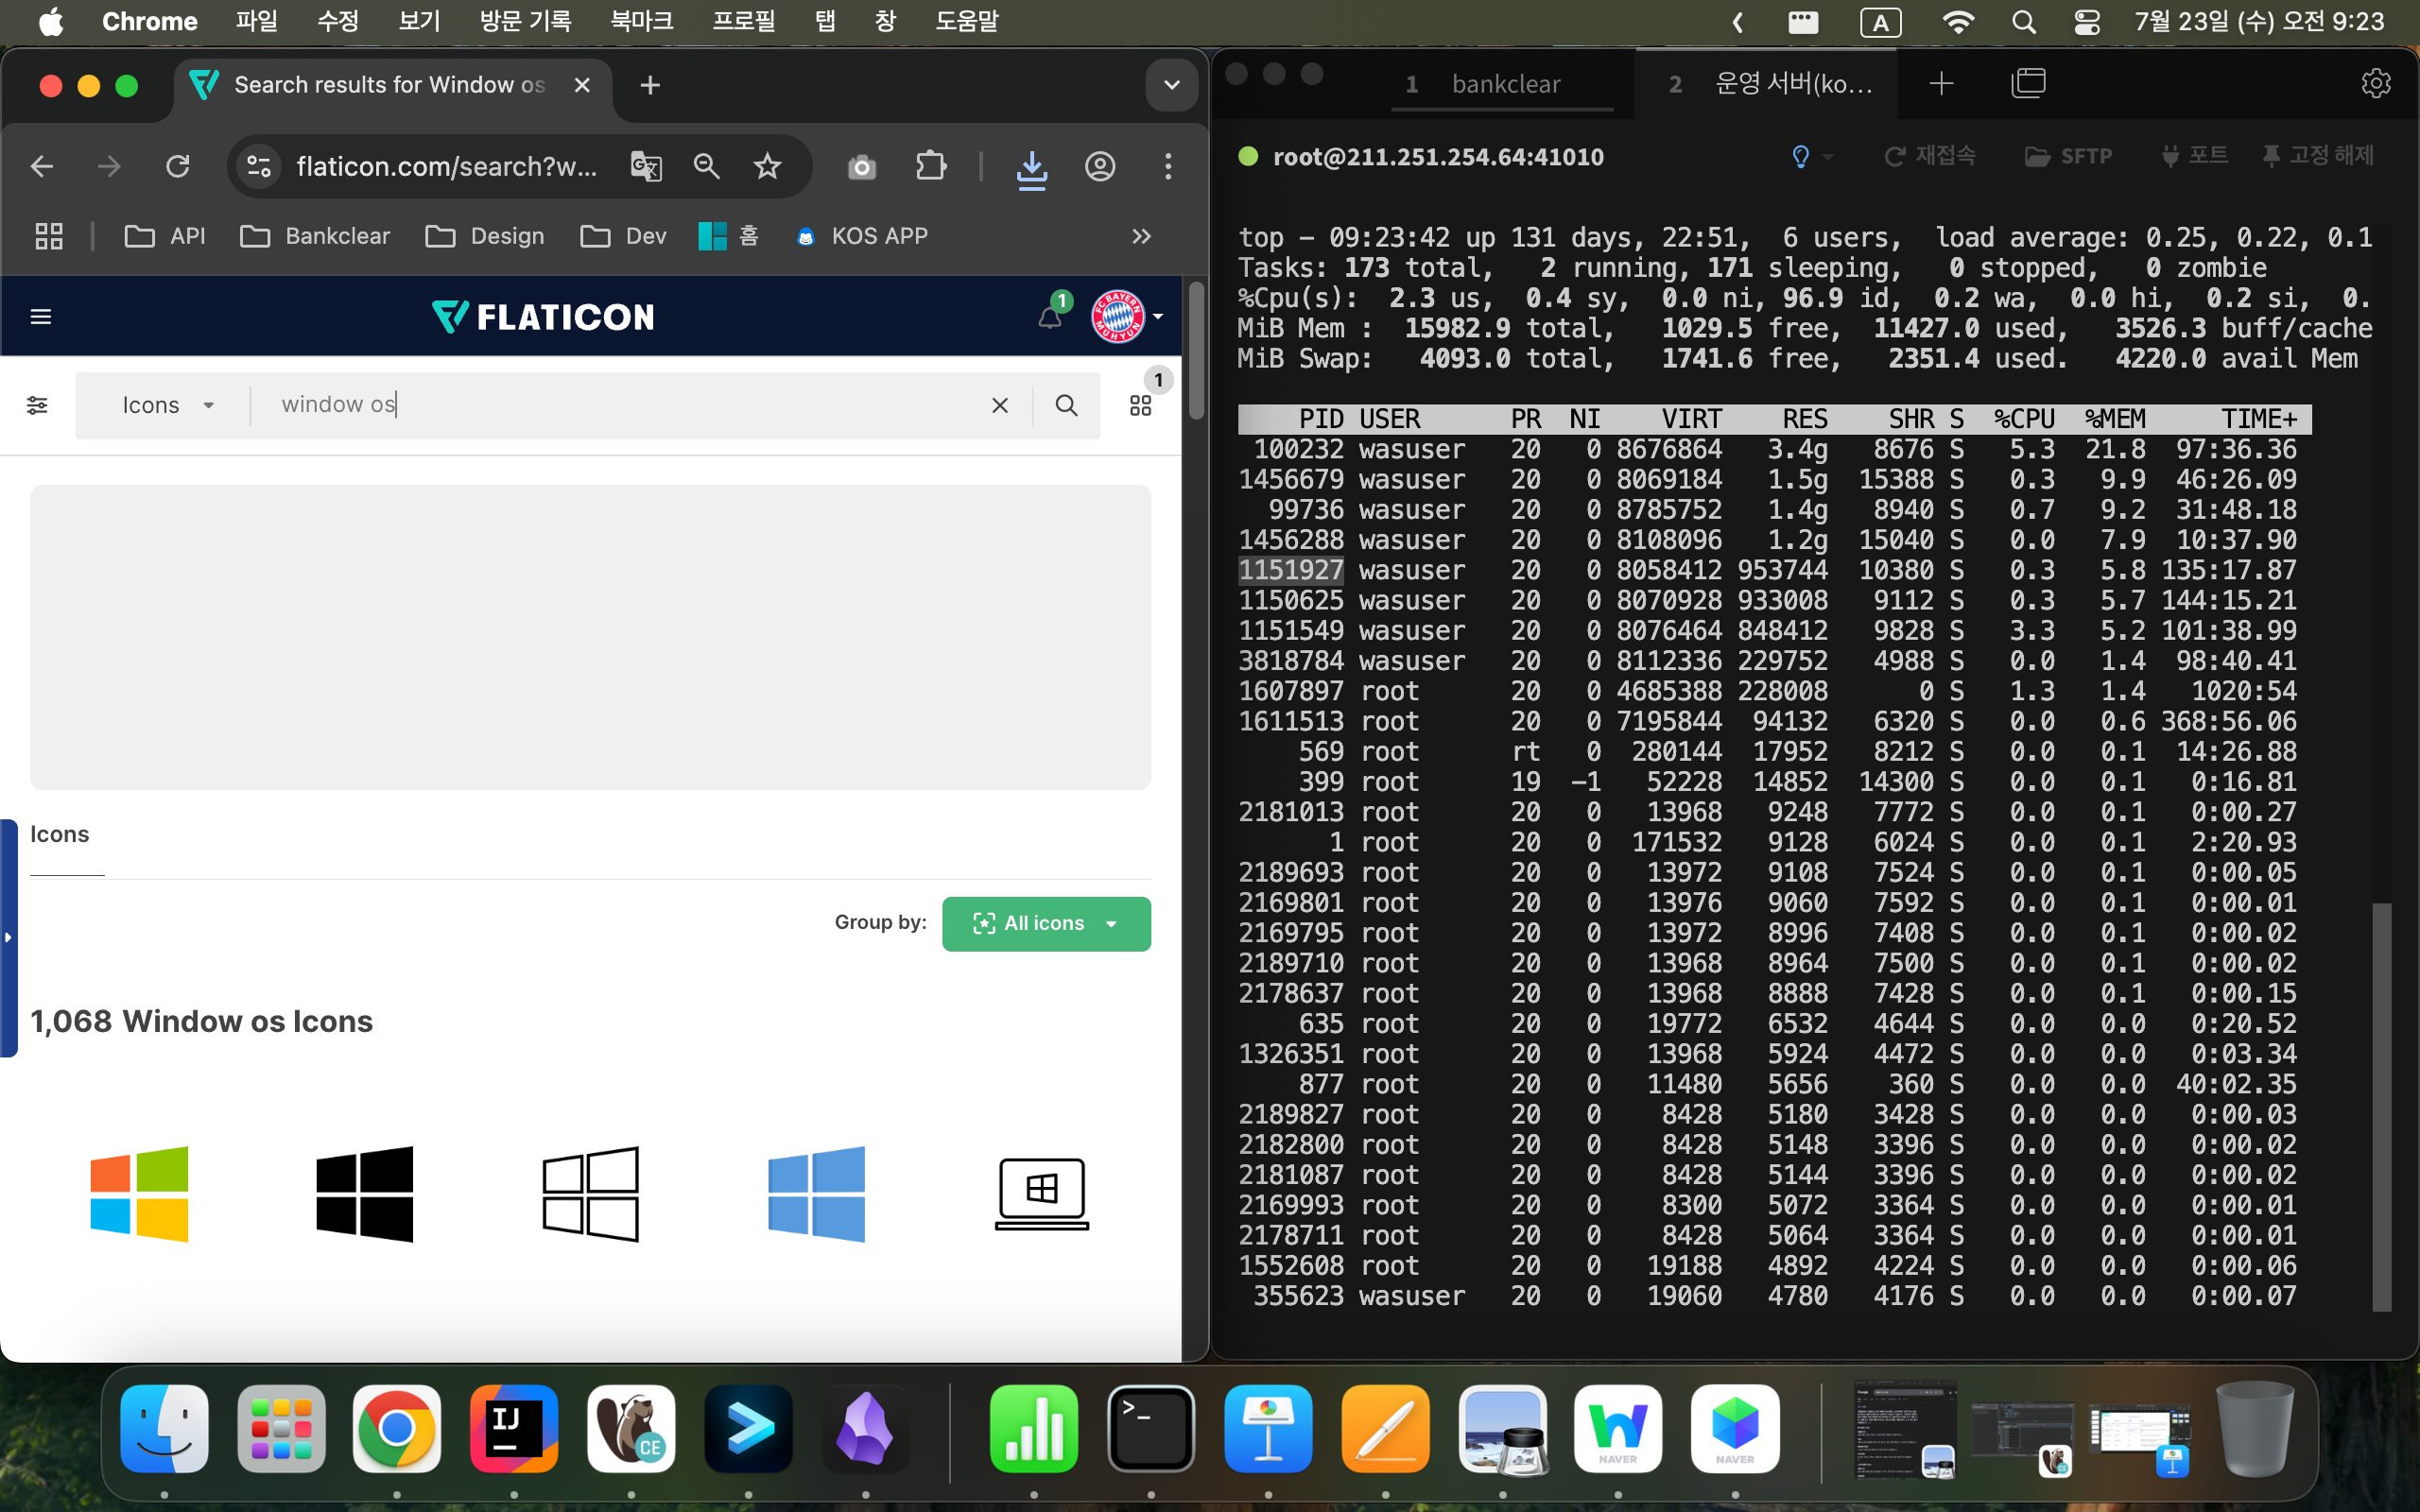 Chrome 파일 수정 보기 방문 기록 북마크 프로필 탭 창 도움말 A 7월 23일 (수) 오전 9:23
Search results for Window os
flaticon.com/search?w...
API Bankclear Design Dev 홈 KOS APP
FLATICON 1
Icons window os 1
Icons
Group by: All icons
1,068 Window os Icons
1 bankclear 2 운영 서버(ko...
root@211.251.254.64:41010 재접속 SFTP 포트 고정 해제
top - 09:23:42 up 131 days, 22:51, 6 users, load average: 0.25, 0.22, 0.1
Tasks: 173 total, 2 running, 171 sleeping, 0 stopped, 0 zombie
%Cpu(s): 2.3 us, 0.4 sy, 0.0 ni, 96.9 id, 0.2 wa, 0.0 hi, 0.2 si, 0.
MiB Mem : 15982.9 total, 1029.5 free, 11427.0 used, 3526.3 buff/cache
MiB Swap: 4093.0 total, 1741.6 free, 2351.4 used. 4220.0 avail Mem
PID USER PR NI VIRT RES SHR S %CPU %MEM TIME+
100232 wasuser 20 0 8676864 3.4g 8676 S 5.3 21.8 97:36.36
1456679 wasuser 20 0 8069184 1.5g 15388 S 0.3 9.9 46:26.09
99736 wasuser 20 0 8785752 1.4g 8940 S 0.7 9.2 31:48.18
1456288 wasuser 20 0 8108096 1.2g 15040 S 0.0 7.9 10:37.90
1151927 wasuser 20 0 8058412 953744 10380 S 0.3 5.8 135:17.87
1150625 wasuser 20 0 8070928 933008 9112 S 0.3 5.7 144:15.21
1151549 wasuser 20 0 8076464 848412 9828 S 3.3 5.2 101:38.99
3818784 wasuser 20 0 8112336 229752 4988 S 0.0 1.4 98:40.41
1607897 root 20 0 4685388 228008 0 S 1.3 1.4 1020:54
1611513 root 20 0 7195844 94132 6320 S 0.0 0.6 368:56.06
569 root rt 0 280144 17952 8212 S 0.0 0.1 14:26.88
399 root 19 -1 52228 14852 14300 S 0.0 0.1 0:16.81
2181013 root 20 0 13968 9248 7772 S 0.0 0.1 0:00.27
1 root 20 0 171532 9128 6024 S 0.0 0.1 2:20.93
2189693 root 20 0 13972 9108 7524 S 0.0 0.1 0:00.05
2169801 root 20 0 13976 9060 7592 S 0.0 0.1 0:00.01
2169795 root 20 0 13972 8996 7408 S 0.0 0.1 0:00.02
2189710 root 20 0 13968 8964 7500 S 0.0 0.1 0:00.02
2178637 root 20 0 13968 8888 7428 S 0.0 0.1 0:00.15
635 root 20 0 19772 6532 4644 S 0.0 0.0 0:20.52
1326351 root 20 0 13968 5924 4472 S 0.0 0.0 0:03.34
877 root 20 0 11480 5656 360 S 0.0 0.0 40:02.35
2189827 root 20 0 8428 5180 3428 S 0.0 0.0 0:00.03
2182800 root 20 0 8428 5148 3396 S 0.0 0.0 0:00.02
2181087 root 20 0 8428 5144 3396 S 0.0 0.0 0:00.02
2169993 root 20 0 8300 5072 3364 S 0.0 0.0 0:00.01
2178711 root 20 0 8428 5064 3364 S 0.0 0.0 0:00.01
1552608 root 20 0 19188 4892 4224 S 0.0 0.0 0:00.06
355623 wasuser 20 0 19060 4780 4176 S 0.0 0.0 0:00.07
IJ CE >_ NAVER NAVER